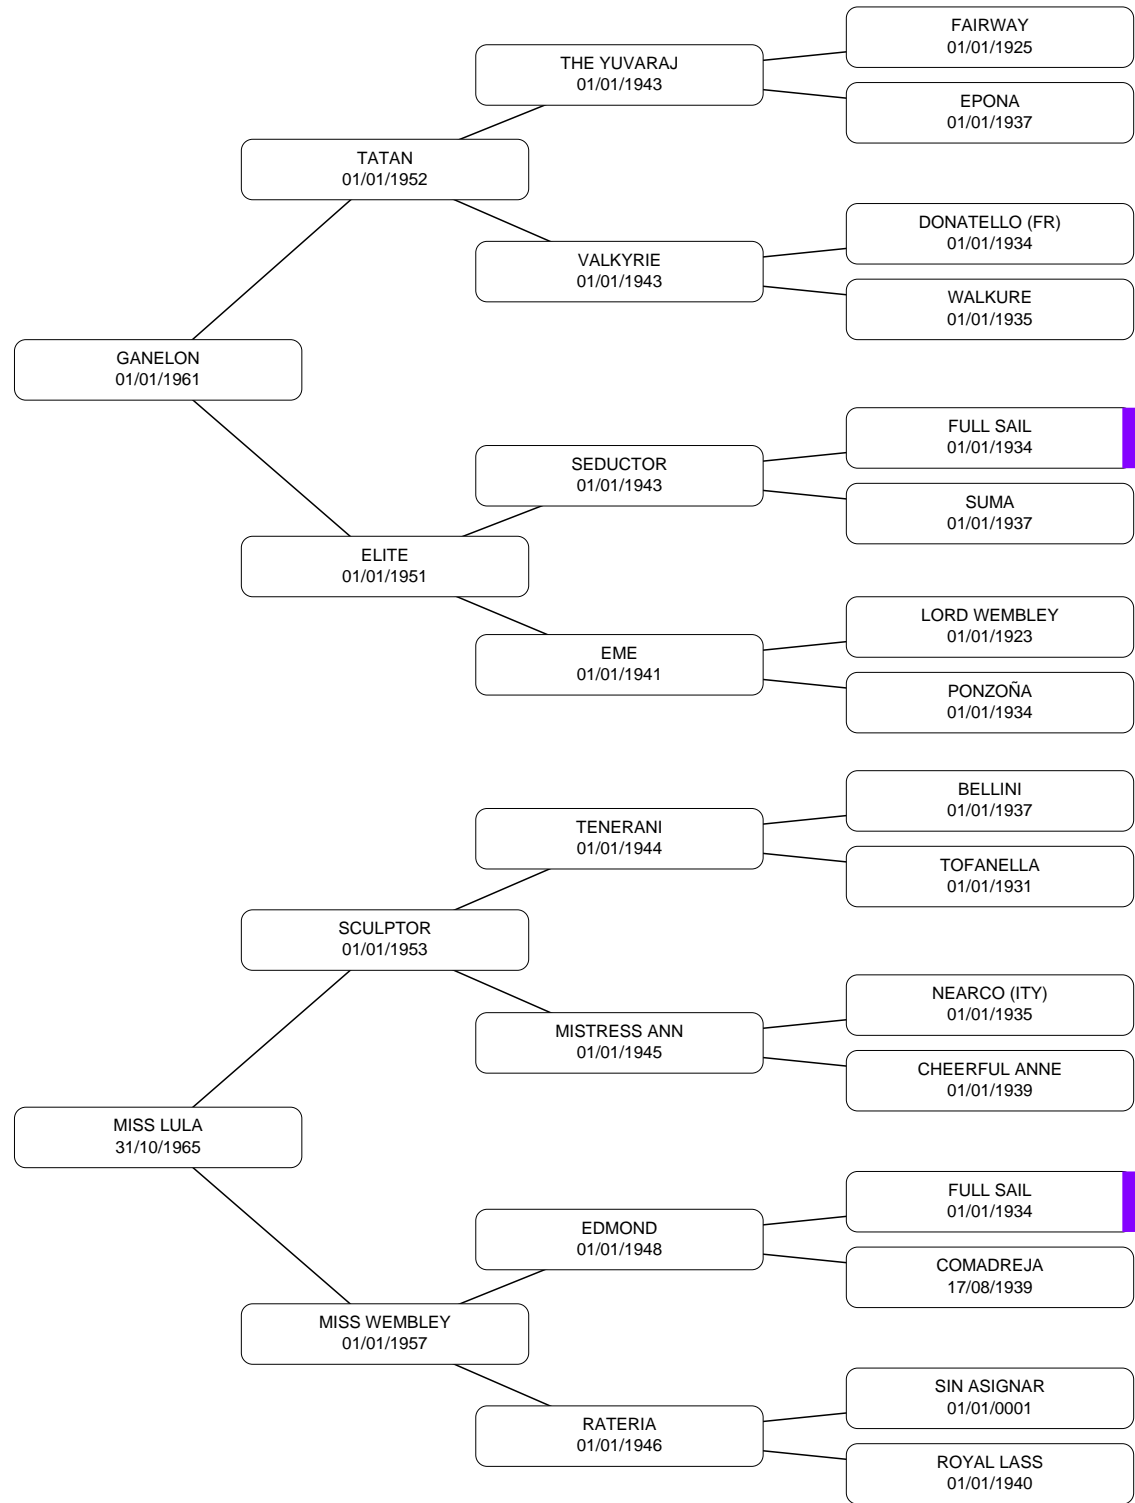 FAIRWAY
01/01/1925
THE YUVARAJ
01/01/1943
EPONA
01/01/1937
TATAN
01/01/1952
DONATELLO (FR)
01/01/1934
VALKYRIE
01/01/1943
WALKURE
01/01/1935
GANELON
01/01/1961
FULL SAIL
01/01/1934
SEDUCTOR
01/01/1943
SUMA
01/01/1937
ELITE
01/01/1951
LORD WEMBLEY
01/01/1923
EME
01/01/1941
PONZOÑA
01/01/1934
BELLINI
01/01/1937
TENERANI
01/01/1944
TOFANELLA
01/01/1931
SCULPTOR
01/01/1953
NEARCO (ITY)
01/01/1935
MISTRESS ANN
01/01/1945
CHEERFUL ANNE
01/01/1939
MISS LULA
31/10/1965
FULL SAIL
01/01/1934
EDMOND
01/01/1948
COMADREJA
17/08/1939
MISS WEMBLEY
01/01/1957
SIN ASIGNAR
01/01/0001
RATERIA
01/01/1946
ROYAL LASS
01/01/1940